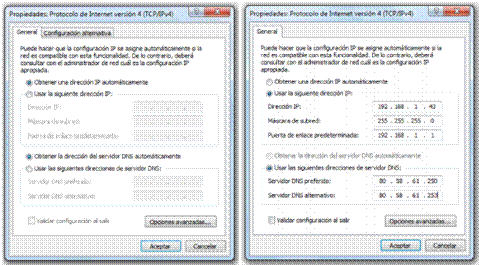 Propiedades: Protocolo de Internet versión 4 (TCP/IPv4)
General
Configuración alternativa
Puede hacer que la configuración IP se asigne automáticamente si la
red es compatible con esta funcionalidad. De lo contrario, deberá
consultar con el administrador de red cuál es la configuración IP
apropiada.
Obtener una dirección IP automáticamente
Usar la siguiente dirección IP:
Dirección IP:
Máscara de subred:
Puerta de enlace predeterminada:
Obtener la dirección del servidor DNS automáticamente
Usar las siguientes direcciones de servidor DNS:
Servidor DNS preferido:
Servidor DNS alternativo:
Validar configuración al salir
Opciones avanzadas...
Aceptar
Cancelar
Propiedades: Protocolo de Internet versión 4 (TCP/IPv4)
General
Puede hacer que la configuración IP se asigne automáticamente si la
red es compatible con esta funcionalidad. De lo contrario, deberá
consultar con el administrador de red cuál es la configuración IP
apropiada.
Obtener una dirección IP automáticamente
Usar la siguiente dirección IP:
Dirección IP: 192 . 168 . 1 . 43
Máscara de subred: 255 . 255 . 255 . 0
Puerta de enlace predeterminada: 192 . 168 . 1 . 1
Obtener la dirección del servidor DNS automáticamente
Usar las siguientes direcciones de servidor DNS:
Servidor DNS preferido: 80 . 58 . 61 . 250
Servidor DNS alternativo: 80 . 58 . 61 . 253
Validar configuración al salir
Opciones avanzadas...
Aceptar
Cancelar